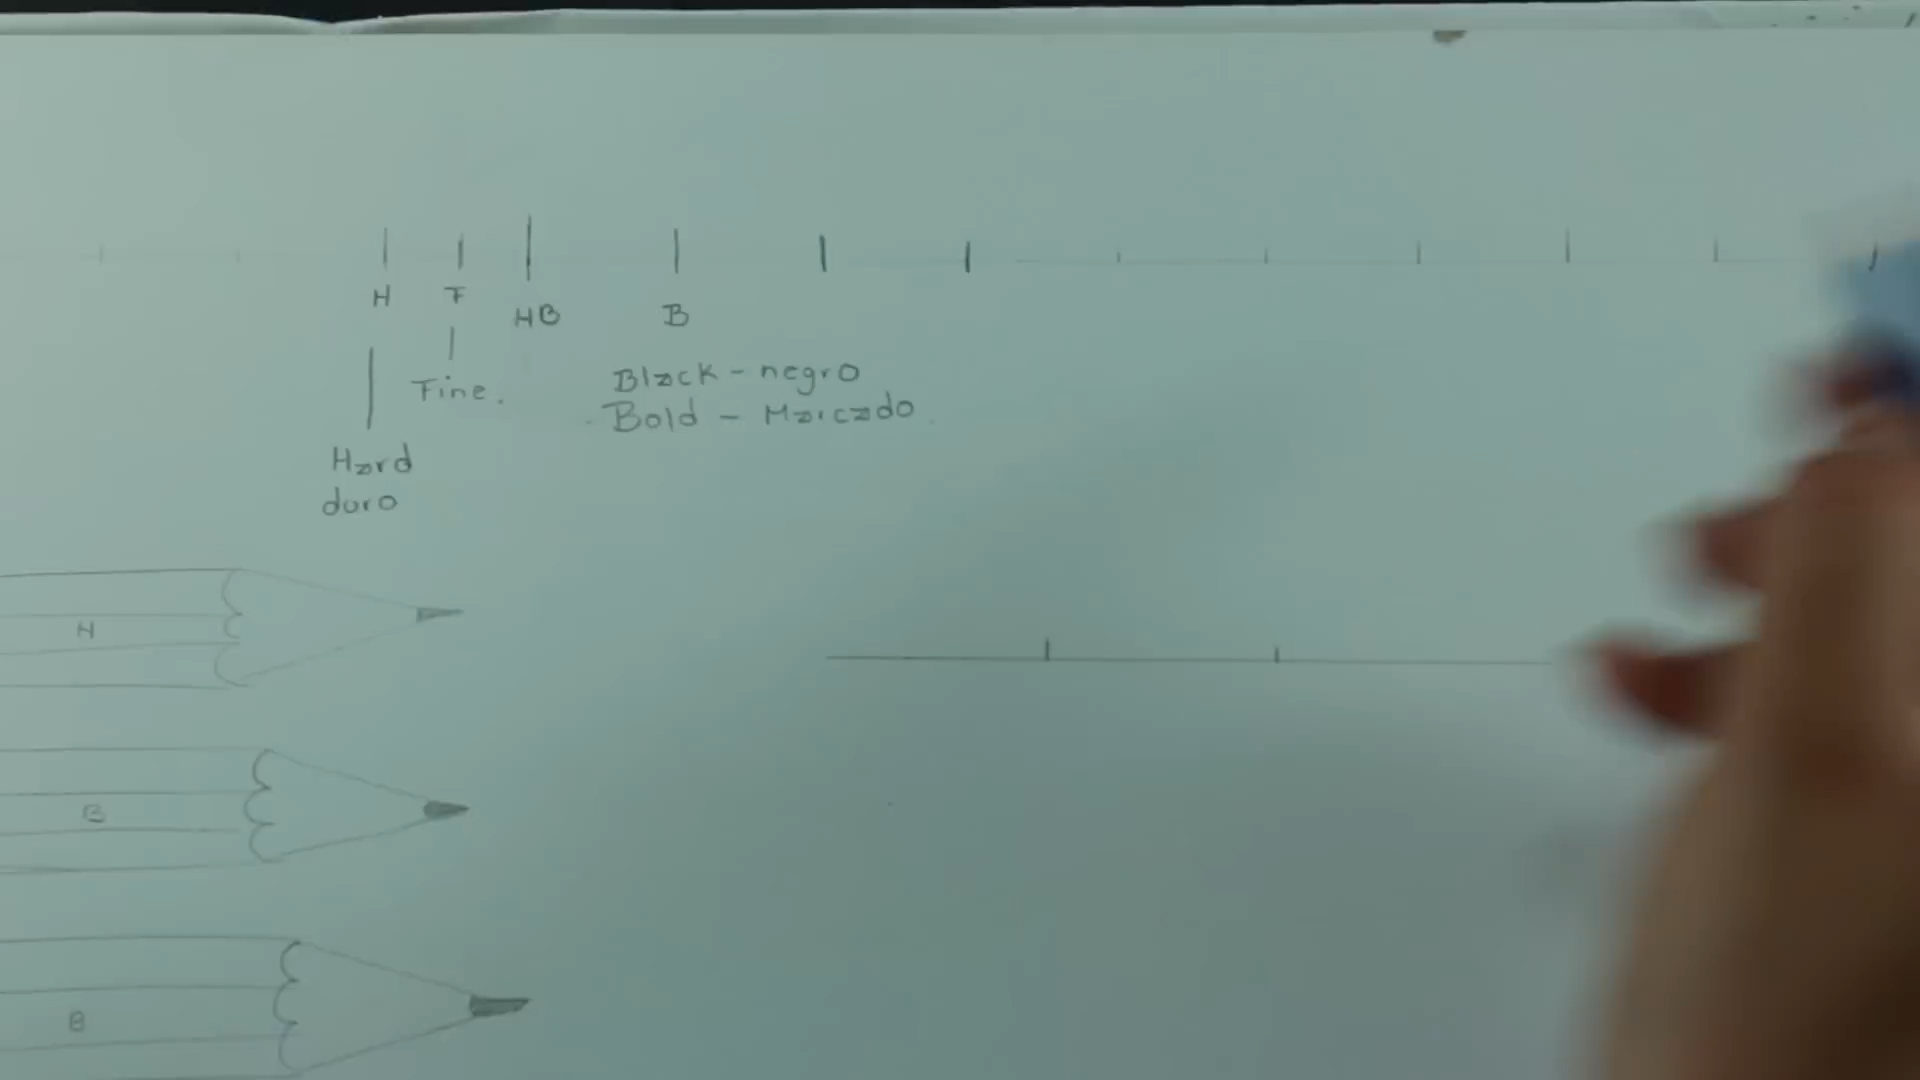 H F HB B
Fine.
Black - negro
Bold - Marcado
Hard
duro
H
B
B